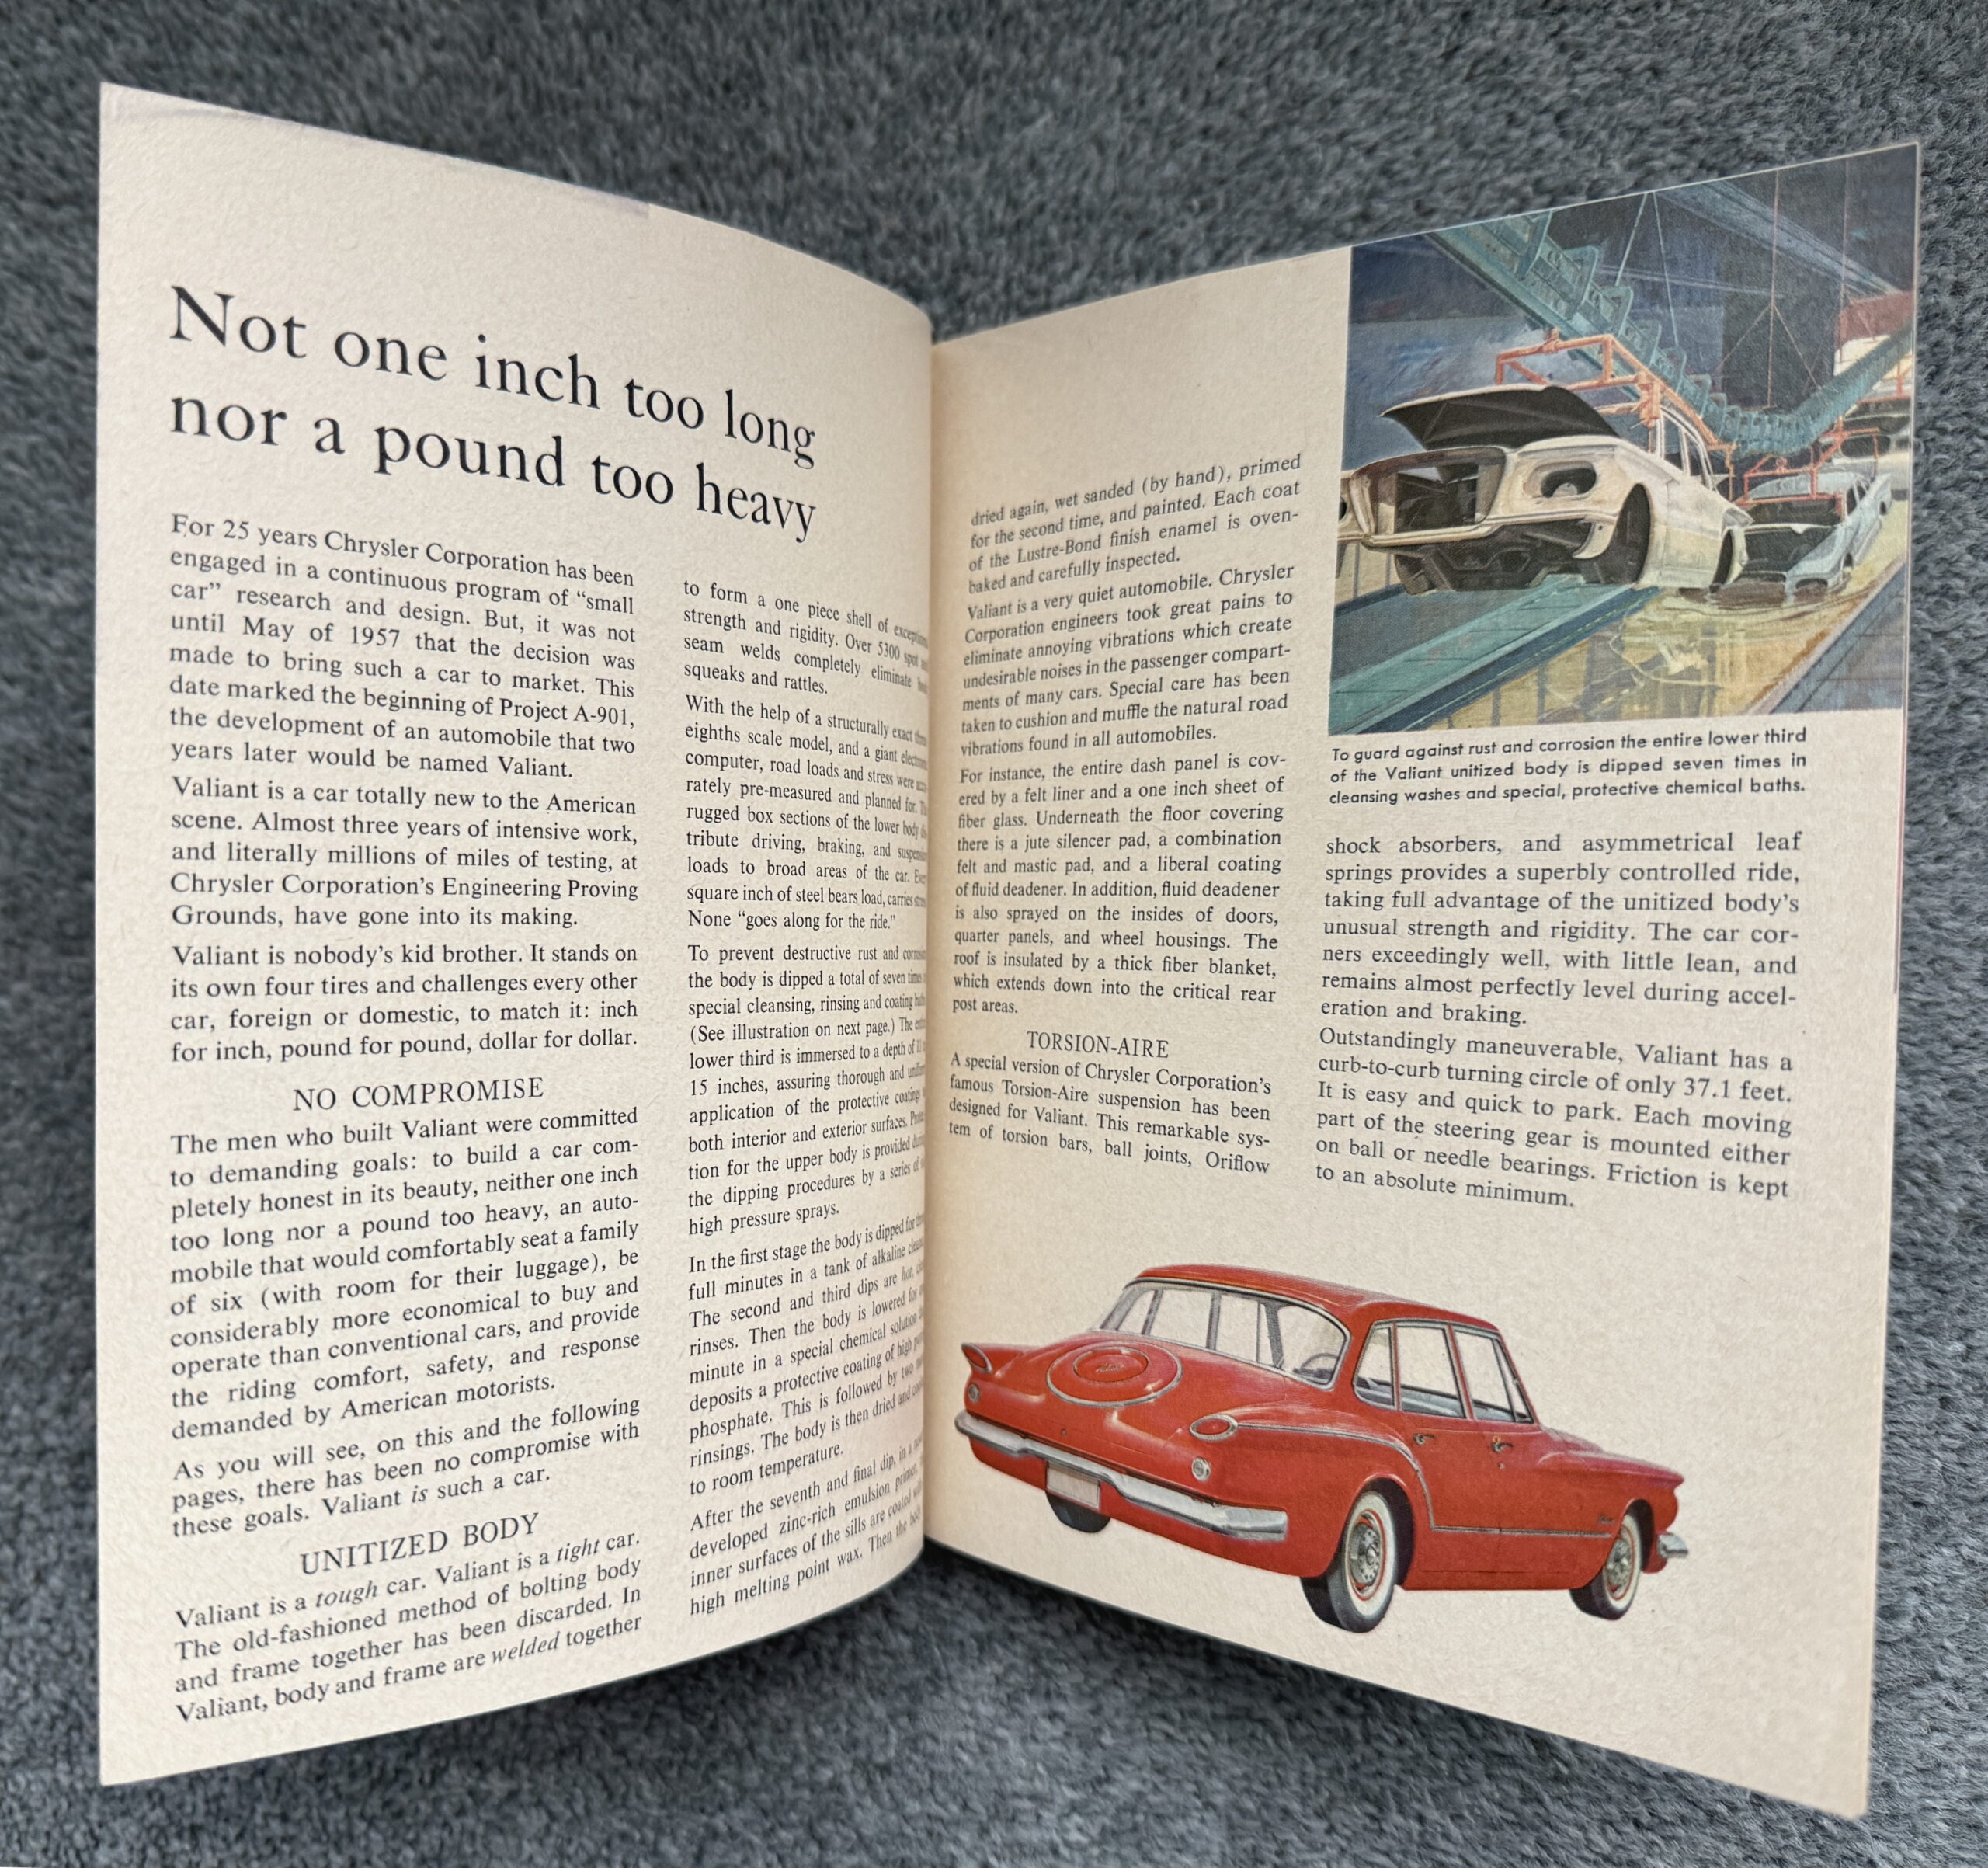 Not one inch too long
nor a pound too heavy
For 25 years Chrysler Corporation has been
engaged in a continuous program of “small
car” research and design. But, it was not
until May of 1957 that the decision was
made to bring such a car to market. This
date marked the beginning of Project A-901,
the development of an automobile that two
years later would be named Valiant.
Valiant is a car totally new to the American
scene. Almost three years of intensive work,
and literally millions of miles of testing, at
Chrysler Corporation’s Engineering Proving
Grounds, have gone into its making.
Valiant is nobody’s kid brother. It stands on
its own four tires and challenges every other
car, foreign or domestic, to match it: inch
for inch, pound for pound, dollar for dollar.
NO COMPROMISE
The men who built Valiant were committed
to demanding goals: to build a car com-
pletely honest in its beauty, neither one inch
too long nor a pound too heavy, an auto-
mobile that would comfortably seat a family
of six (with room for their luggage), be
considerably more economical to buy and
operate than conventional cars, and provide
the riding comfort, safety, and response
demanded by American motorists.
As you will see, on this and the following
pages, there has been no compromise with
these goals. Valiant is such a car.
UNITIZED BODY
Valiant is a tough car. Valiant is a tight car.
The old-fashioned method of bolting body
and frame together has been discarded. In
Valiant, body and frame are welded together
to form a one piece shell of
strength and rigidity. Over 5300 spot
seam welds completely eliminate
squeaks and rattles.
With the help of a structurally exact
eighths scale model, and a giant
computer, road loads and stress were
rately pre-measured and planned for.
rugged box sections of the lower body
tribute driving, braking, and
loads to broad areas of the car.
square inch of steel bears load, carries
None “goes along for the ride.”
To prevent destructive rust and
the body is dipped a total of seven times
special cleansing, rinsing and coating
(See illustration on next page.) The
lower third is immersed to a depth of
15 inches, assuring thorough and
application of the protective coatings
both interior and exterior surfaces.
tion for the upper body is provided
the dipping procedures by a series of
high pressure sprays.
In the first stage the body is dipped for
full minutes in a tank of alkaline
The second and third dips are hot,
rinses. Then the body is lowered for
minute in a special chemical solution
deposits a protective coating of high
phosphate. This is followed by two
rinsings. The body is then dried and
to room temperature.
After the seventh and final dip, in a
developed zinc-rich emulsion primer,
inner surfaces of the sills are coated
high melting point wax. Then the body
dried again, wet sanded (by hand), primed
for the second time, and painted. Each coat
of the Lustre-Bond finish enamel is oven-
baked and carefully inspected.
Valiant is a very quiet automobile. Chrysler
Corporation engineers took great pains to
eliminate annoying vibrations which create
undesirable noises in the passenger compart-
ments of many cars. Special care has been
taken to cushion and muffle the natural road
vibrations found in all automobiles.
For instance, the entire dash panel is cov-
ered by a felt liner and a one inch sheet of
fiber glass. Underneath the floor covering
there is a jute silencer pad, a combination
felt and mastic pad, and a liberal coating
of fluid deadener. In addition, fluid deadener
is also sprayed on the insides of doors,
quarter panels, and wheel housings. The
roof is insulated by a thick fiber blanket,
which extends down into the critical rear
post areas.
TORSION-AIRE
A special version of Chrysler Corporation’s
famous Torsion-Aire suspension has been
designed for Valiant. This remarkable sys-
tem of torsion bars, ball joints, Oriflow
To guard against rust and corrosion the entire lower third
of the Valiant unitized body is dipped seven times in
cleansing washes and special, protective chemical baths.
shock absorbers, and asymmetrical leaf
springs provides a superbly controlled ride,
taking full advantage of the unitized body’s
unusual strength and rigidity. The car cor-
ners exceedingly well, with little lean, and
remains almost perfectly level during accel-
eration and braking.
Outstandingly maneuverable, Valiant has a
curb-to-curb turning circle of only 37.1 feet.
It is easy and quick to park. Each moving
part of the steering gear is mounted either
on ball or needle bearings. Friction is kept
to an absolute minimum.